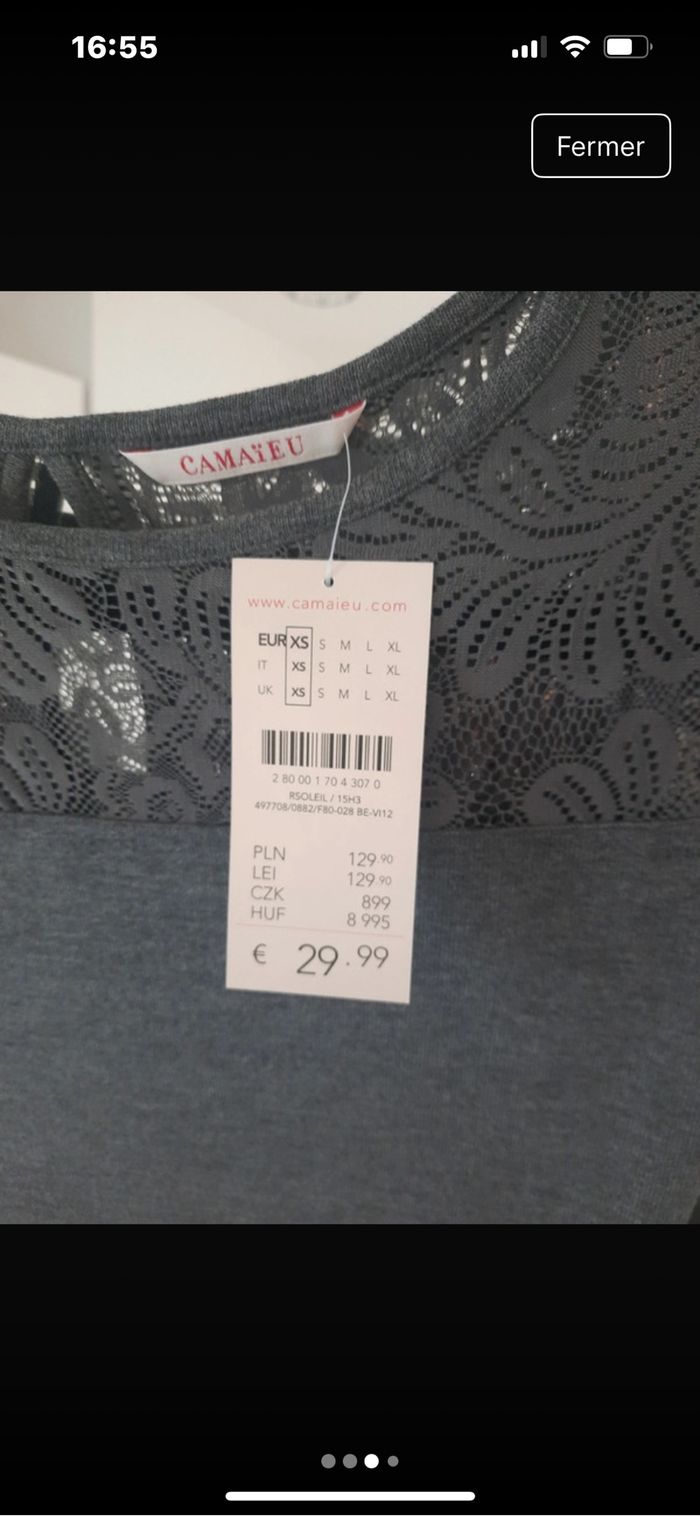 16:55
Fermer
CAMAÏEU
www.camaieu.com
EUR XS S M L XL
IT XS S M L XL
UK XS S M L XL
2 80 00 1 70 4 307 0
RSOLEIL / 15H3
497708/0882/F80-028 BE-VI12
PLN 129.90
LEI 129.90
CZK 899
HUF 8 995
€ 29.99